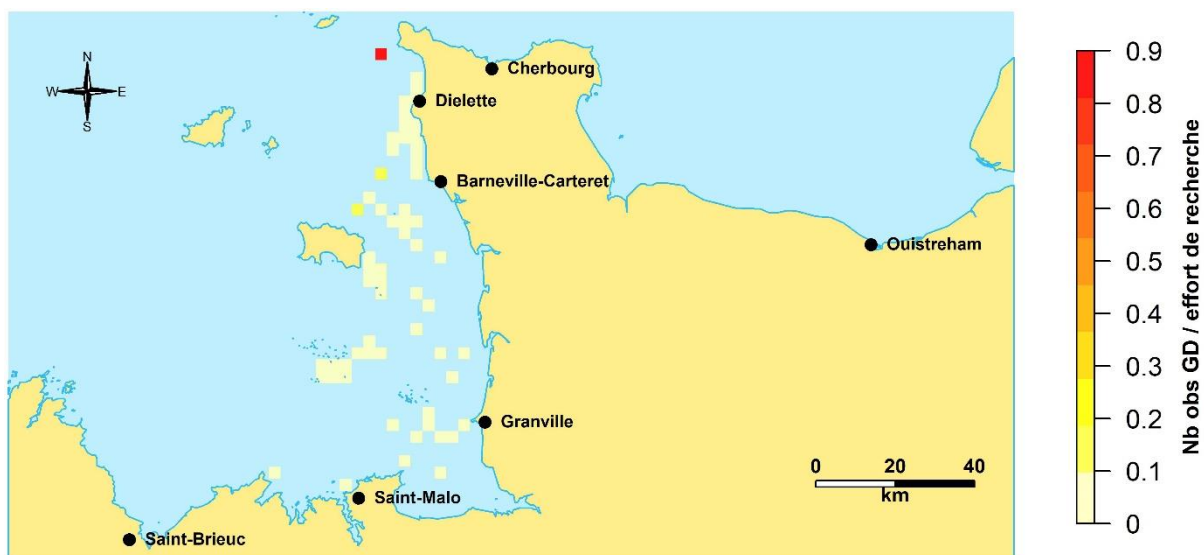 N
W E
S
Cherbourg
Dielette
Barneville-Carteret
Ouistreham
Granville
Saint-Malo
Saint-Brieuc
0 20 40
km
0.9
0.8
0.7
0.6
0.5
0.4
0.3
0.2
0.1
0
Nb obs GD / effort de recherche